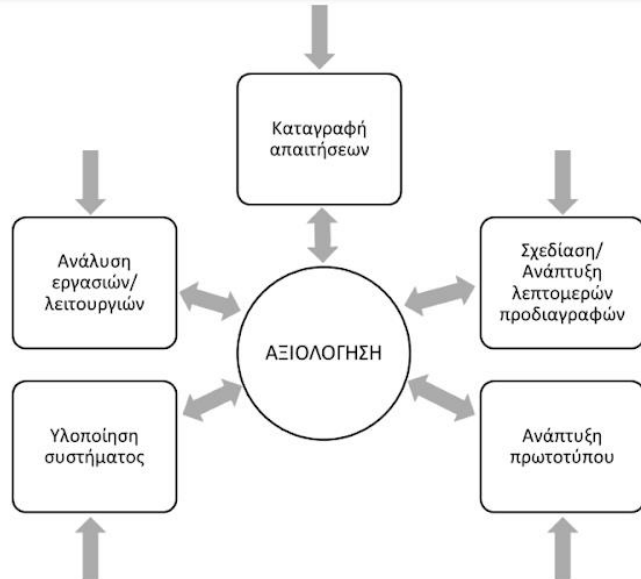 Καταγραφή
απαιτήσεων
Ανάλυση
εργασιών/
λειτουργιών
Σχεδίαση/
Ανάπτυξη
λεπτομερών
προδιαγραφών
ΑΞΙΟΛΟΓΗΣΗ
Υλοποίηση
συστήματος
Ανάπτυξη
πρωτοτύπου